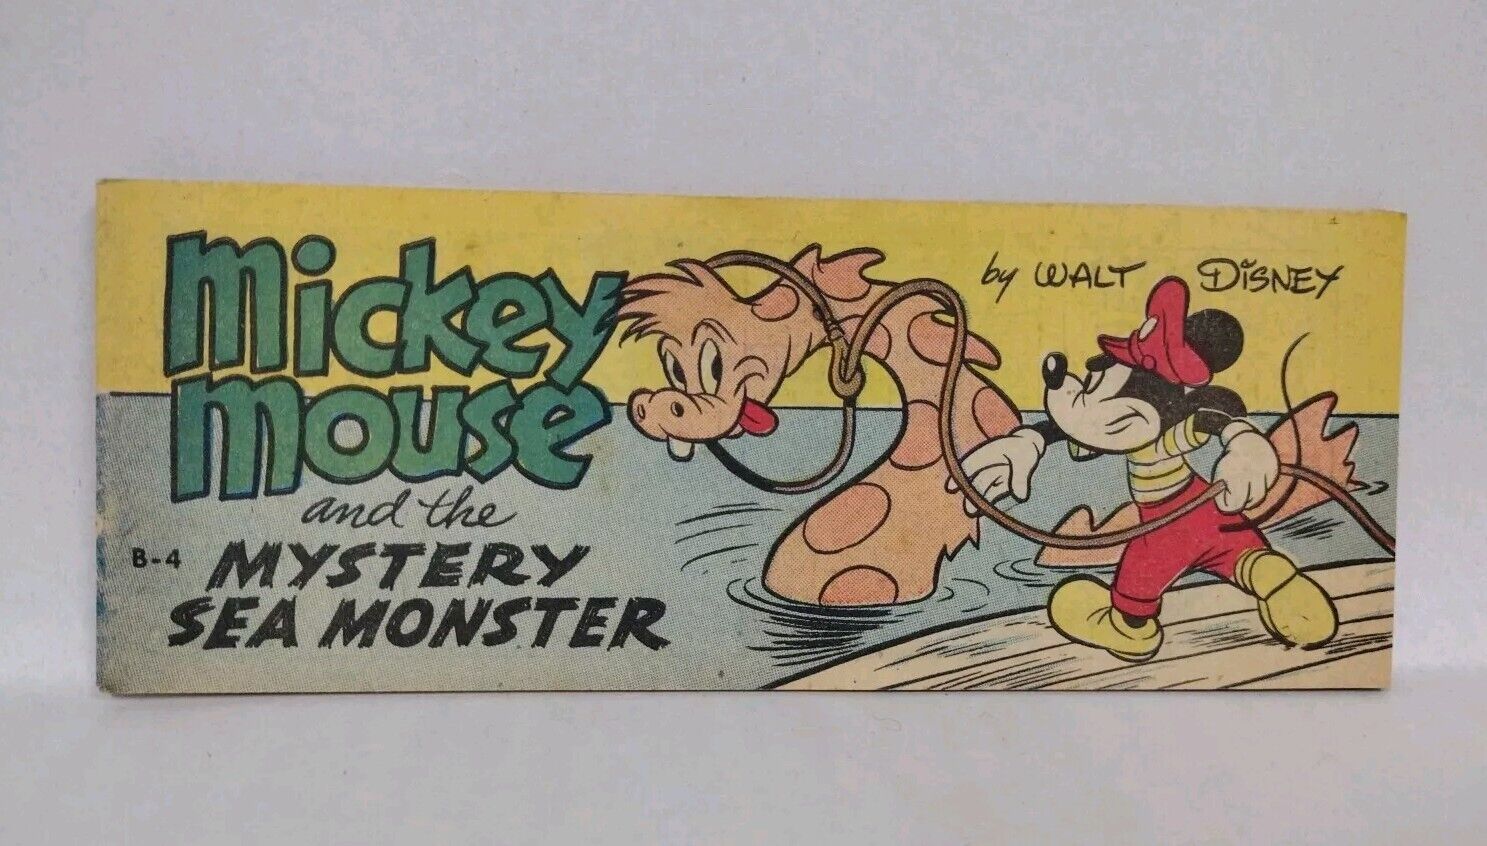 Mickey
Mouse
and the
B-4 MYSTERY
SEA MONSTER
by WALT DISNEY